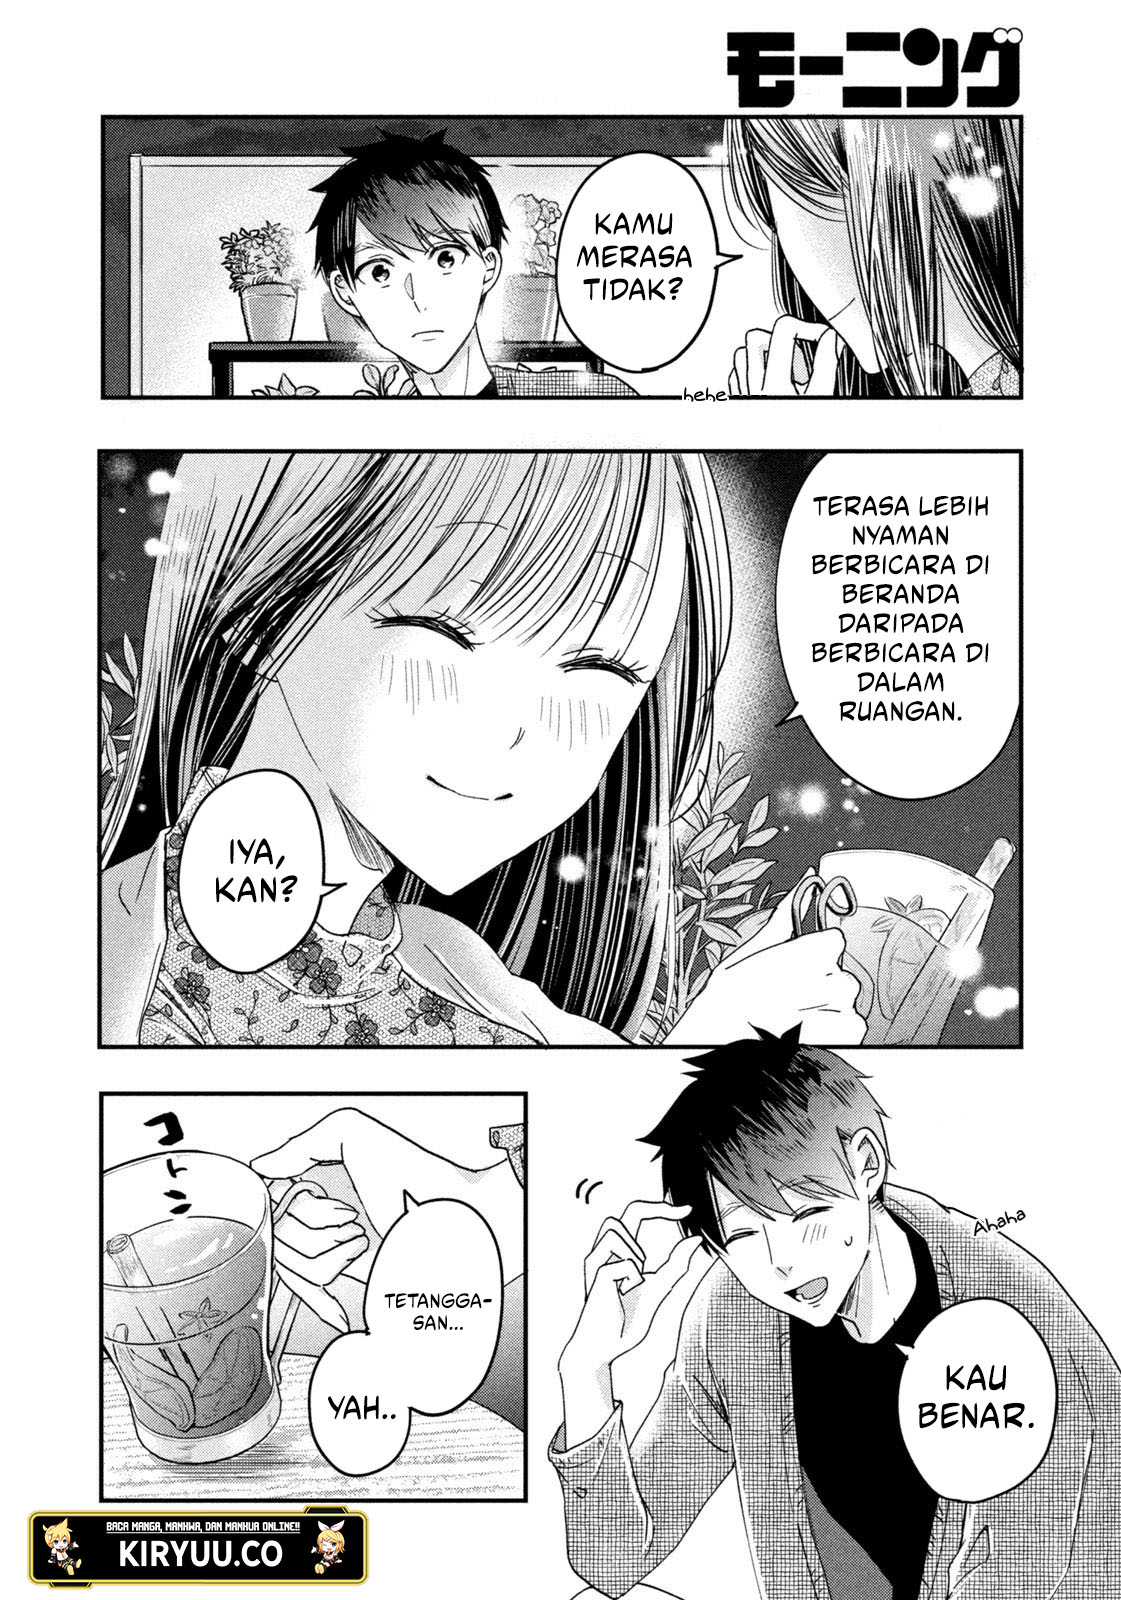 モーニング
KAMU
MERASA
TIDAK?
hehe
TERASA LEBIH
NYAMAN
BERBICARA DI
BERANDA
DARIPADA
BERBICARA DI
DALAM
RUANGAN.
IYA,
KAN?
Ahaha
KAU
BENAR.
コトン
TETANGGA-
SAN...
YAH..
BACA MANGA, MANHWA, DAN MANHUA ONLINE!!
KIRYUU.CO